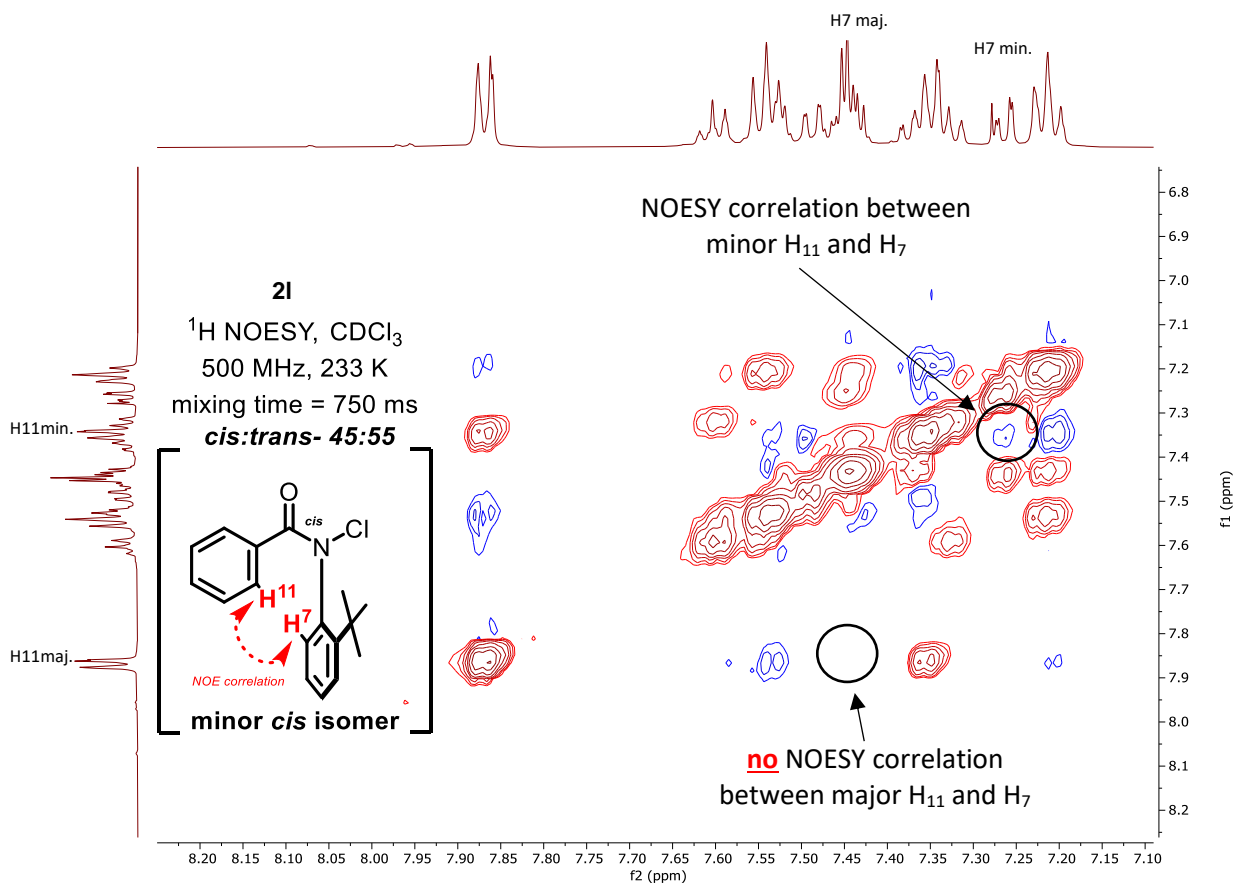 H7 maj.
H7 min.
NOESY correlation between
minor H₁₁ and H₇
2l
¹H NOESY, CDCl₃
500 MHz, 233 K
mixing time = 750 ms
cis:trans- 45:55
H11min.
H11maj.
O
cis
N
Cl
H¹¹
H⁷
NOE correlation
minor cis isomer
no NOESY correlation
between major H₁₁ and H₇
6.8
6.9
7.0
7.1
7.2
7.3
7.4
7.5
7.6
7.7
7.8
7.9
8.0
8.1
8.2
f1 (ppm)
8.20 8.15 8.10 8.05 8.00 7.95 7.90 7.85 7.80 7.75 7.70 7.65 7.60 7.55 7.50 7.45 7.40 7.35 7.30 7.25 7.20 7.15 7.10
f2 (ppm)